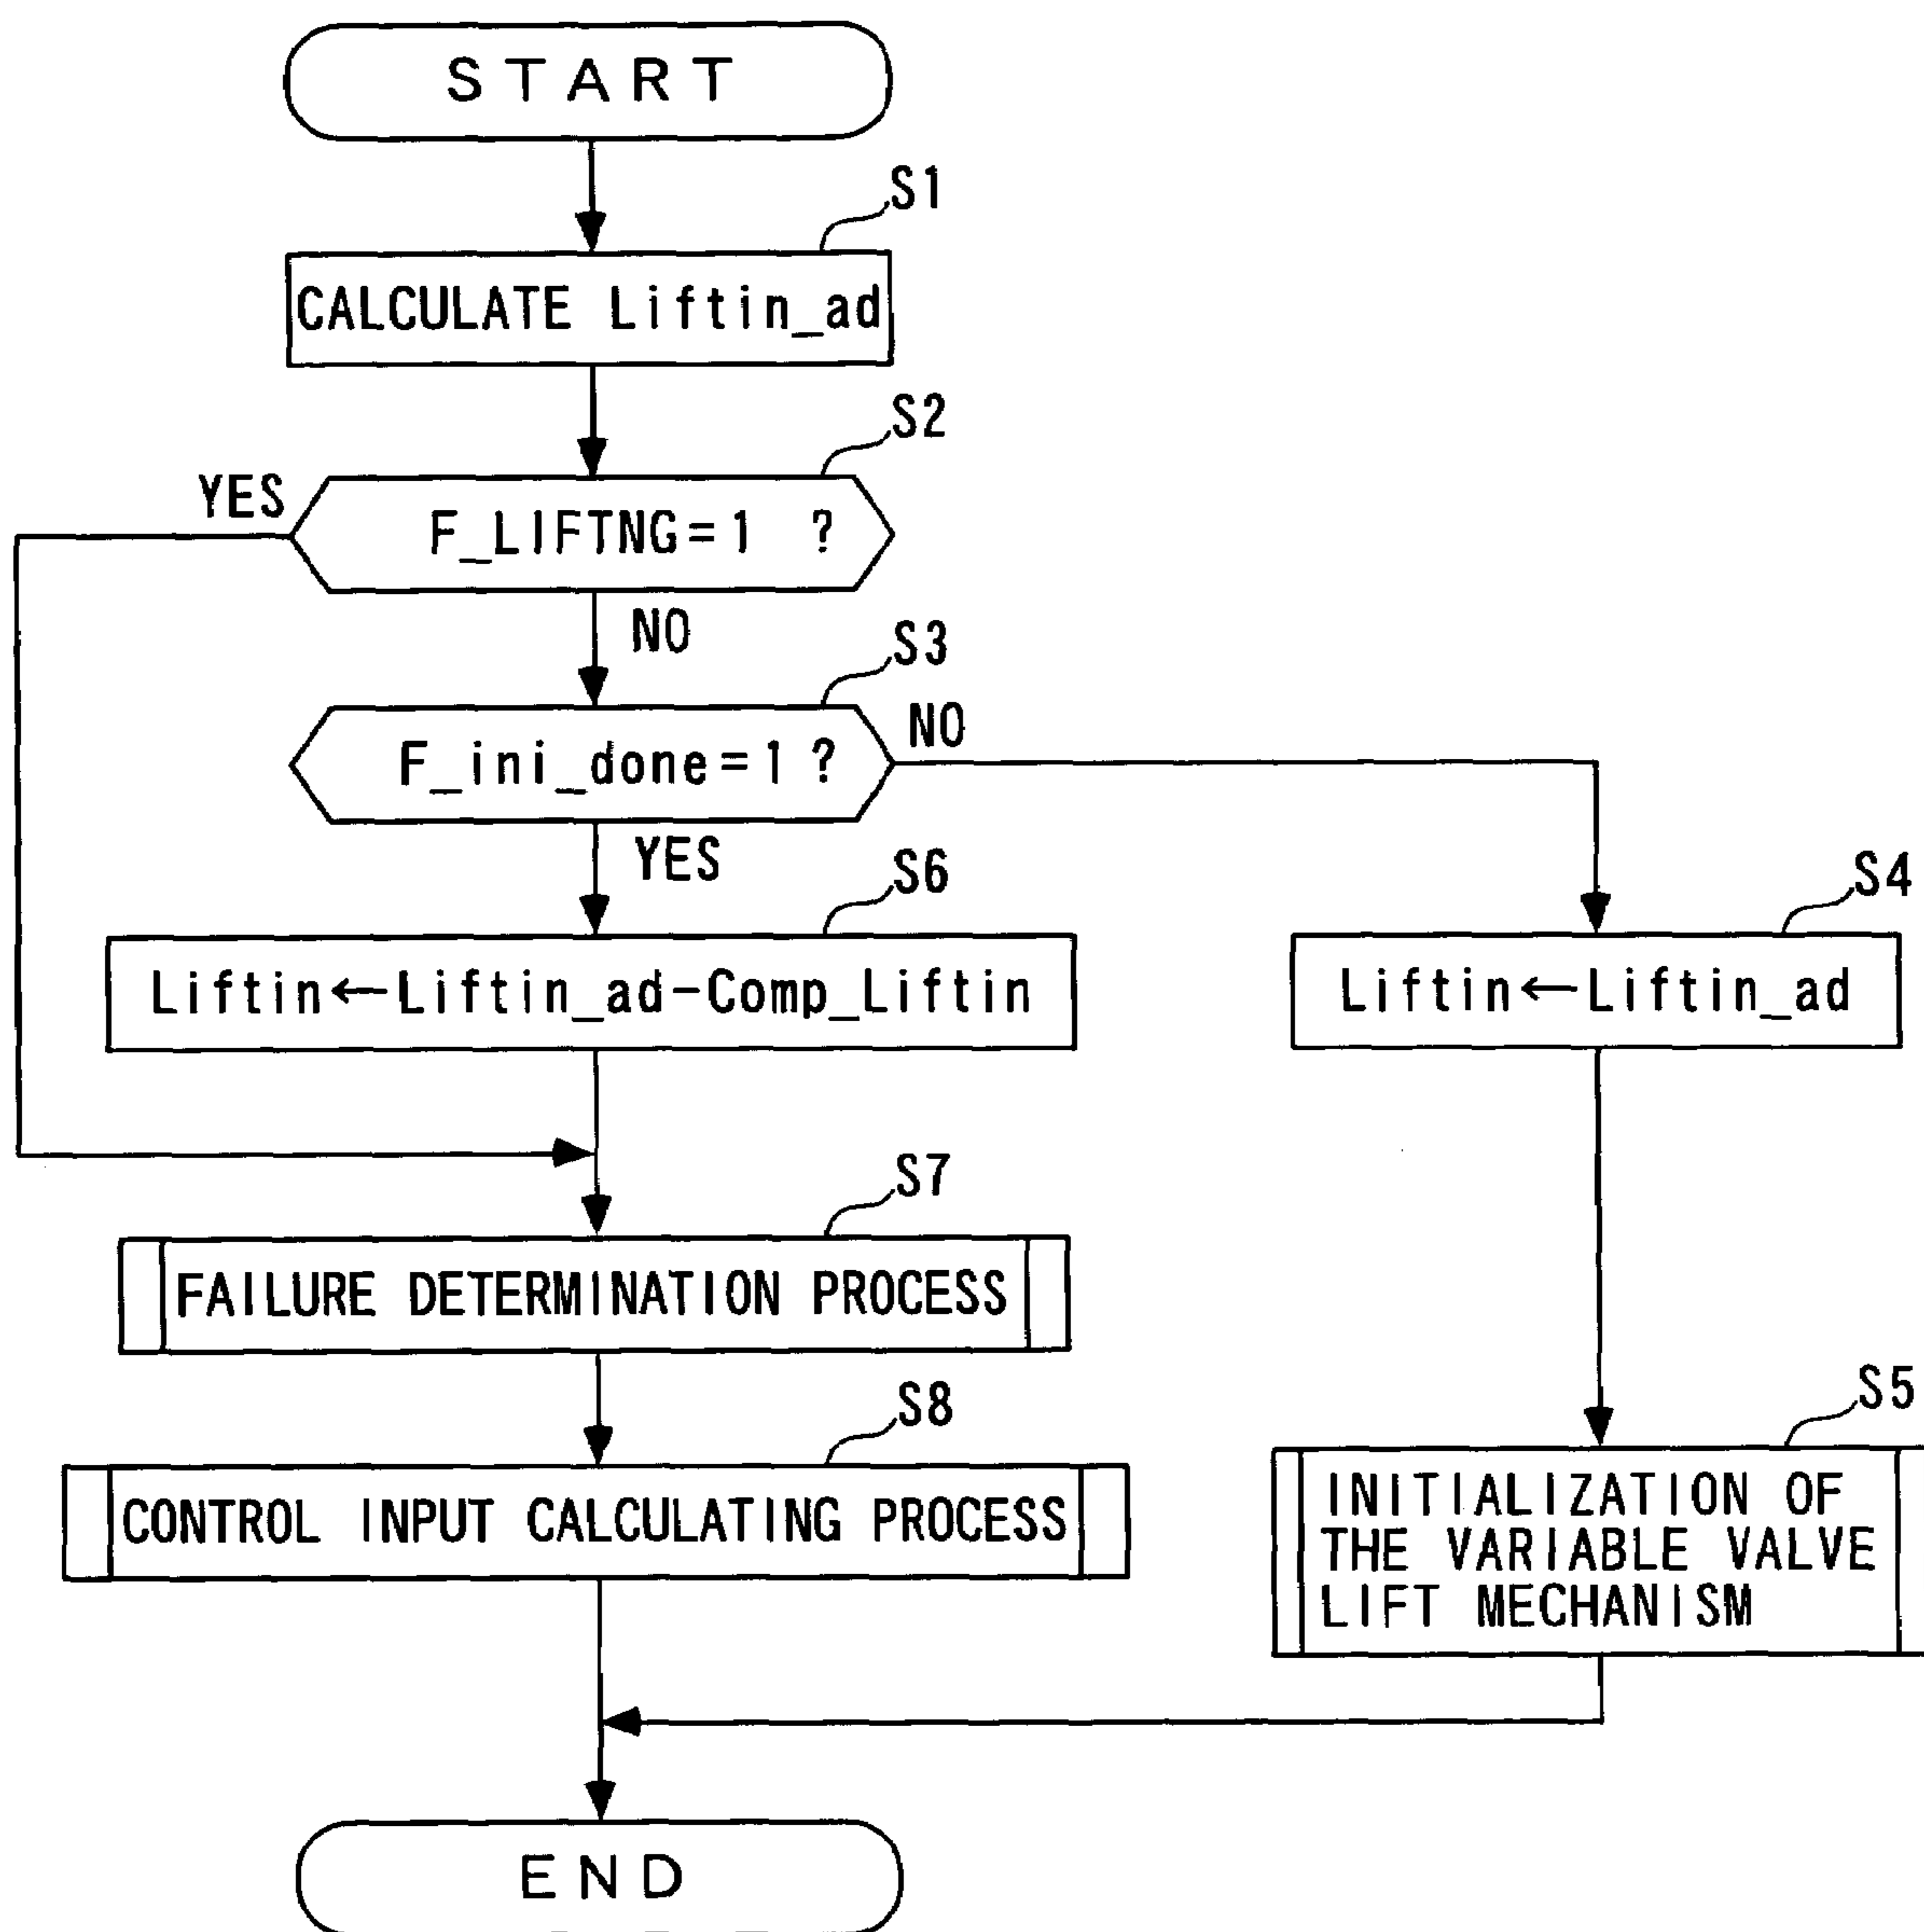 START
S1
CALCULATE Liftin_ad
S2
YES
F_LIFTNG=1 ?
NO
S3
NO
F_ini_done=1 ?
YES
S6
S4
Liftin←Liftin_ad-Comp_Liftin
Liftin←Liftin_ad
S7
FAILURE DETERMINATION PROCESS
S8
S5
CONTROL INPUT CALCULATING PROCESS
INITIALIZATION OF
THE VARIABLE VALVE
LIFT MECHANISM
END